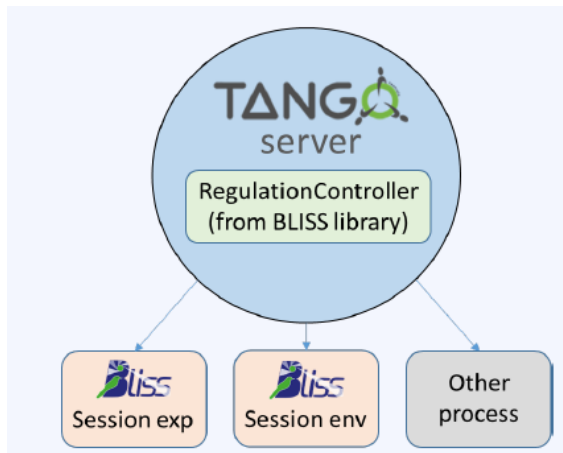 TANGO
server
RegulationController
(from BLISS library)
Bliss
Session exp
Bliss
Session env
Other
process